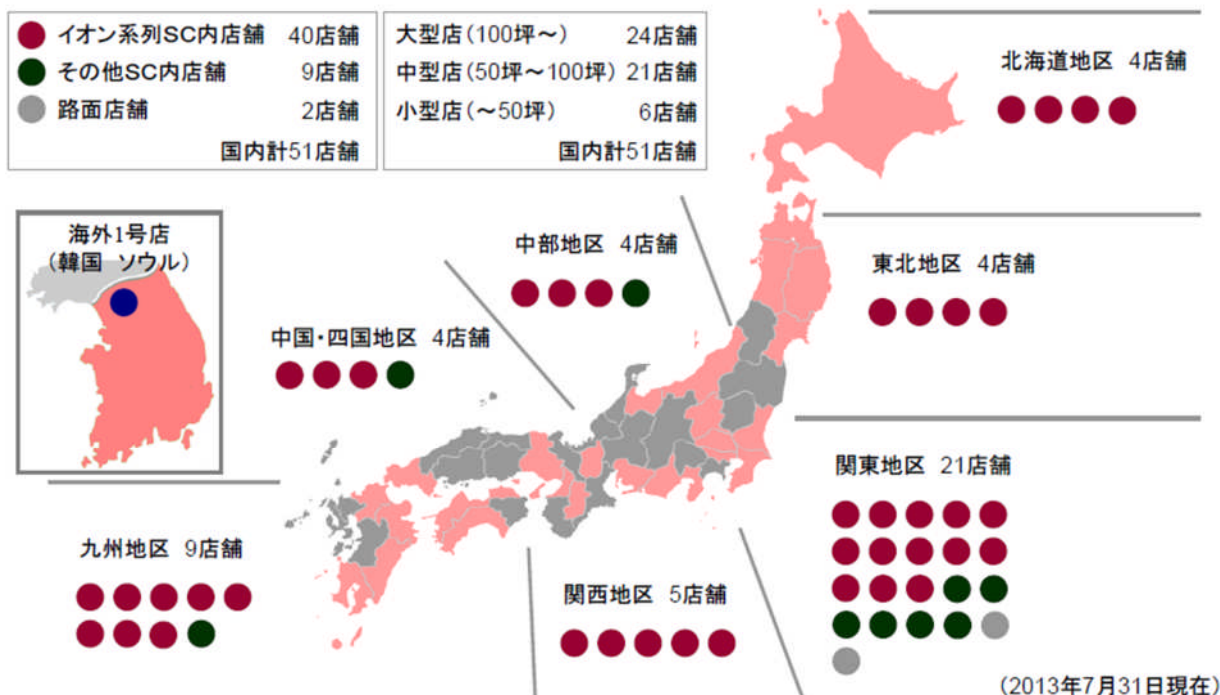 イオン系列SC内店舗 40店舗
その他SC内店舗 9店舗
路面店舗 2店舗
国内計51店舗
大型店(100坪～) 24店舗
中型店(50坪～100坪) 21店舗
小型店(～50坪) 6店舗
国内計51店舗
北海道地区 4店舗
海外1号店
(韓国 ソウル)
中部地区 4店舗
東北地区 4店舗
中国・四国地区 4店舗
関東地区 21店舗
九州地区 9店舗
関西地区 5店舗
(2013年7月31日現在)